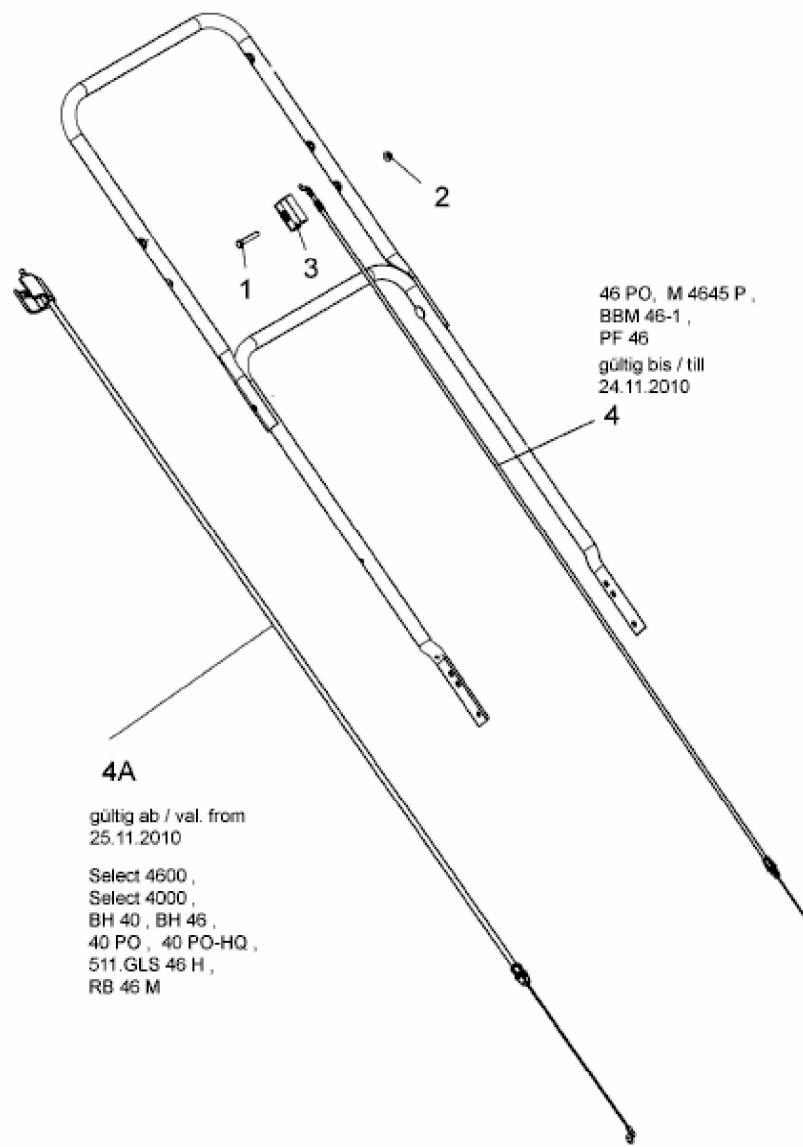 2
1
3
46 PO, M 4645 P ,
BBM 46-1 ,
PF 46
gültig bis / till
24.11.2010
4
4A
gültig ab / val. from
25.11.2010
Select 4600 ,
Select 4000 ,
BH 40 , BH 46 ,
40 PO , 40 PO-HQ ,
511.GLS 46 H ,
RB 46 M